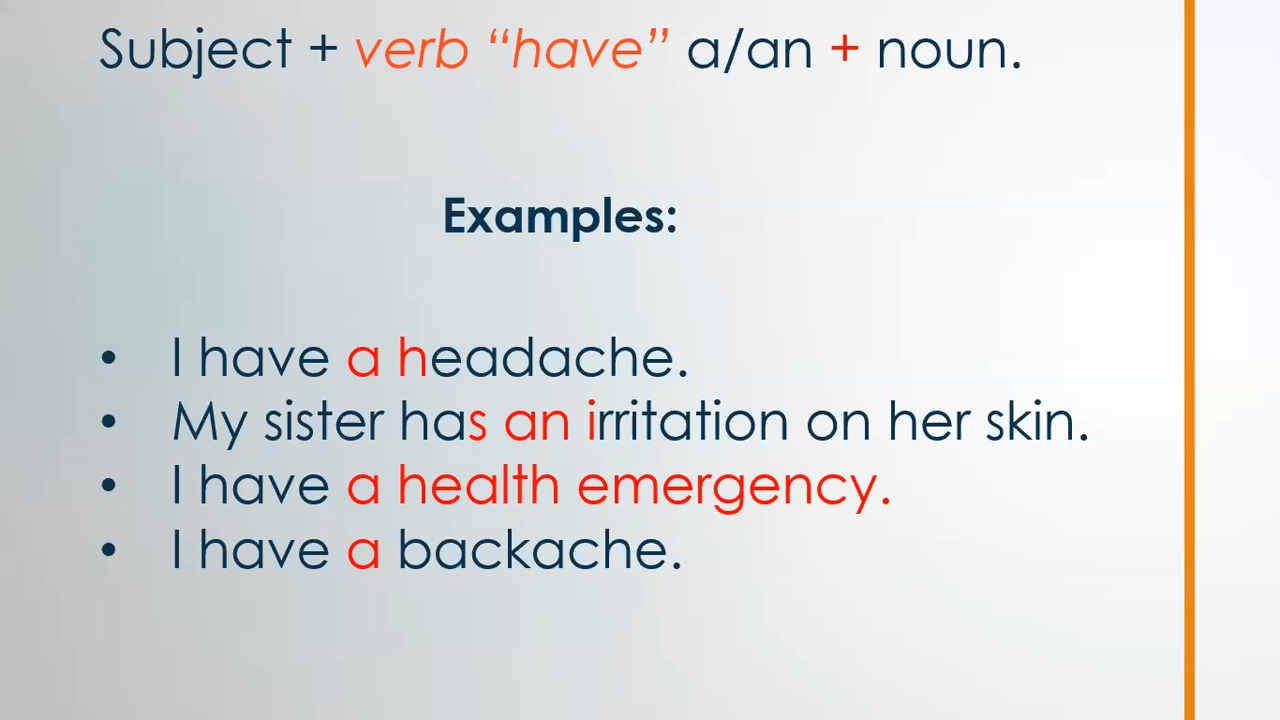 Subject + verb “have” a/an + noun.
Examples:
• I have a headache.
• My sister has an irritation on her skin.
• I have a health emergency.
• I have a backache.